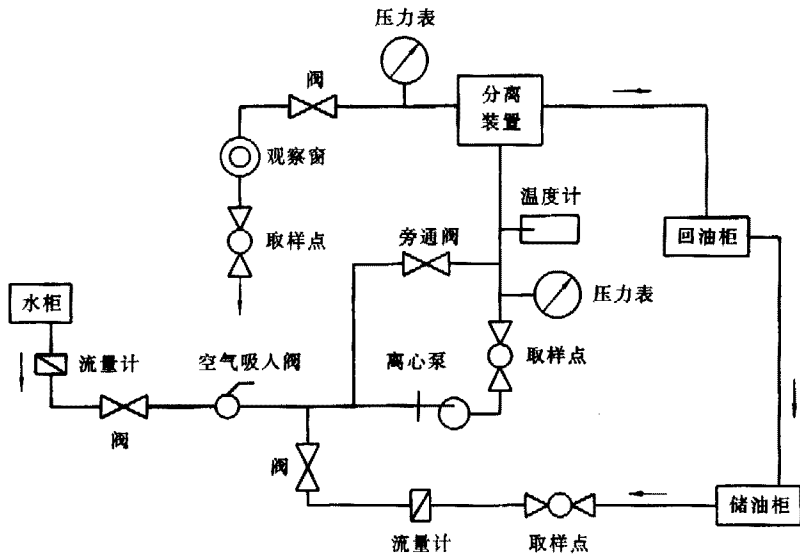 压力表
阀
分离
装置
观察窗
温度计
取样点
旁通阀
回油柜
水柜
压力表
流量计
空气吸人阀
离心泵
取样点
阀
阀
储油柜
流量计
取样点